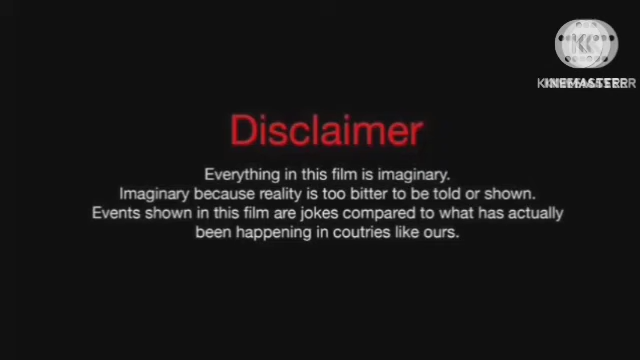 Disclaimer
Everything in this film is imaginary.
Imaginary because reality is too bitter to be told or shown.
Events shown in this film are jokes compared to what has actually
been happening in coutries like ours.